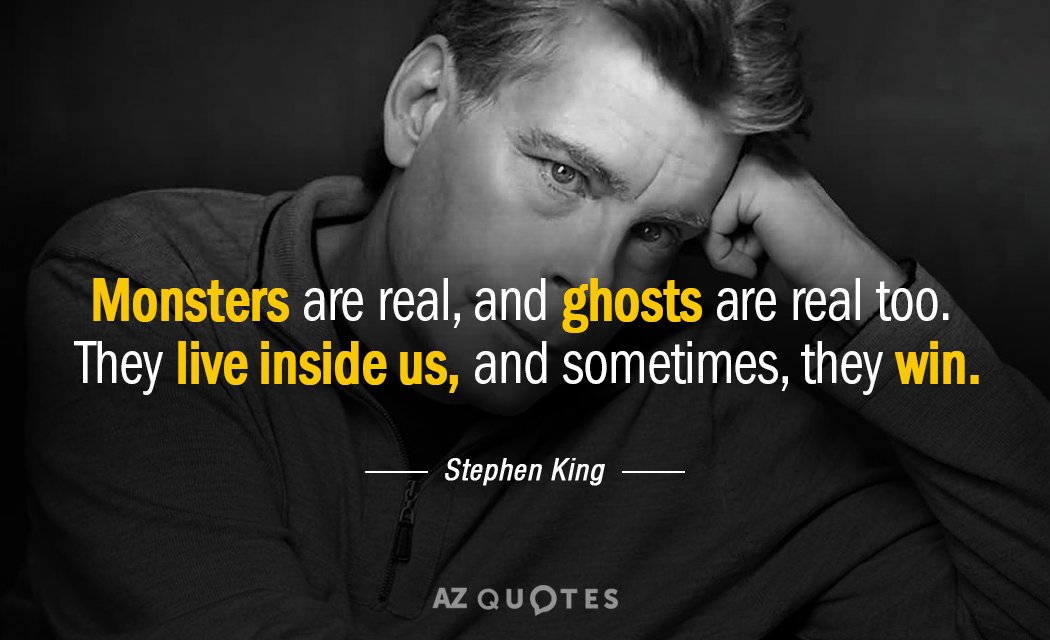 Monsters are real, and ghosts are real too.
They live inside us, and sometimes, they win.
Stephen King
AZ QUOTES